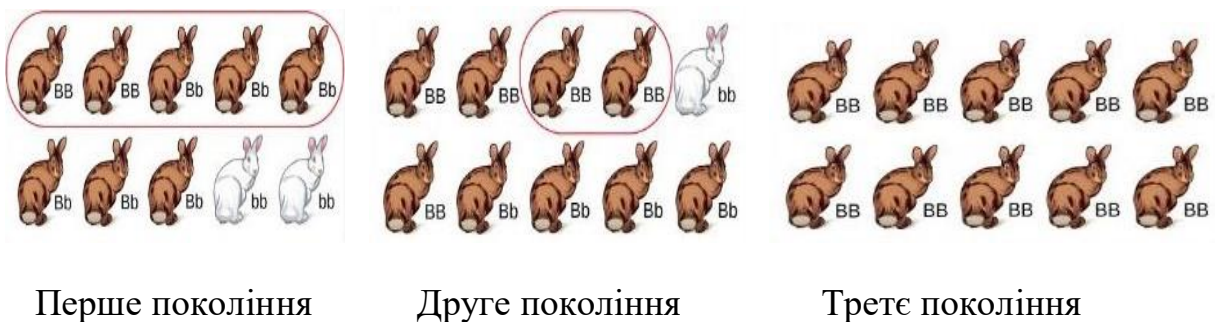 BB BB Bb Bb Bb
Bb Bb Bb bb bb
BB BB BB BB bb
BB Bb Bb Bb Bb
BB BB BB BB BB
BB BB BB BB BB
Перше покоління
Друге покоління
Третє покоління